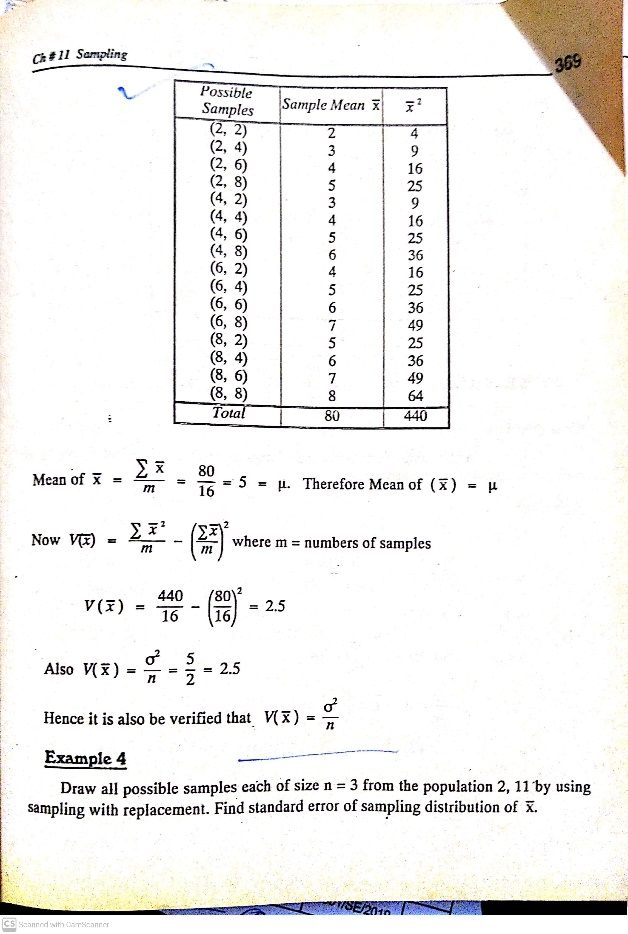 Ch # 11 Sampling
369
Possible Samples | Sample Mean x̄ | x̄²
(2, 2) | 2 | 4
(2, 4) | 3 | 9
(2, 6) | 4 | 16
(2, 8) | 5 | 25
(4, 2) | 3 | 9
(4, 4) | 4 | 16
(4, 6) | 5 | 25
(4, 8) | 6 | 36
(6, 2) | 4 | 16
(6, 4) | 5 | 25
(6, 6) | 6 | 36
(6, 8) | 7 | 49
(8, 2) | 5 | 25
(8, 4) | 6 | 36
(8, 6) | 7 | 49
(8, 8) | 8 | 64
Total | 80 | 440
Mean of x̄ = ∑ x̄ / m = 80 / 16 = 5 = μ. Therefore Mean of ( x̄ ) = μ
Now V(x̄) = ∑ x̄² / m − (∑x̄ / m)² where m = numbers of samples
V ( x̄ ) = 440 / 16 − (80 / 16)² = 2.5
Also V( x̄ ) = σ² / n = 5 / 2 = 2.5
Hence it is also be verified that V( x̄ ) = σ² / n
Example 4
Draw all possible samples each of size n = 3 from the population 2, 11 by using
sampling with replacement. Find standard error of sampling distribution of x̄.
CS Scanned with CamScanner